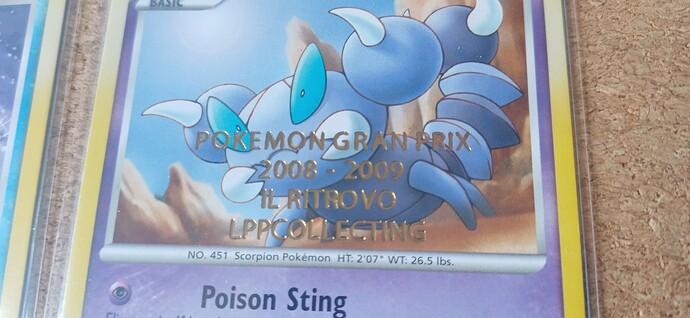 BASIC
POKEMON GRAN PRIX
2008 - 2009
IL RITROVO
LPPCOLLECTING
NO. 451 Scorpion Pokémon HT: 2'07" WT: 26.5 lbs.
Poison Sting